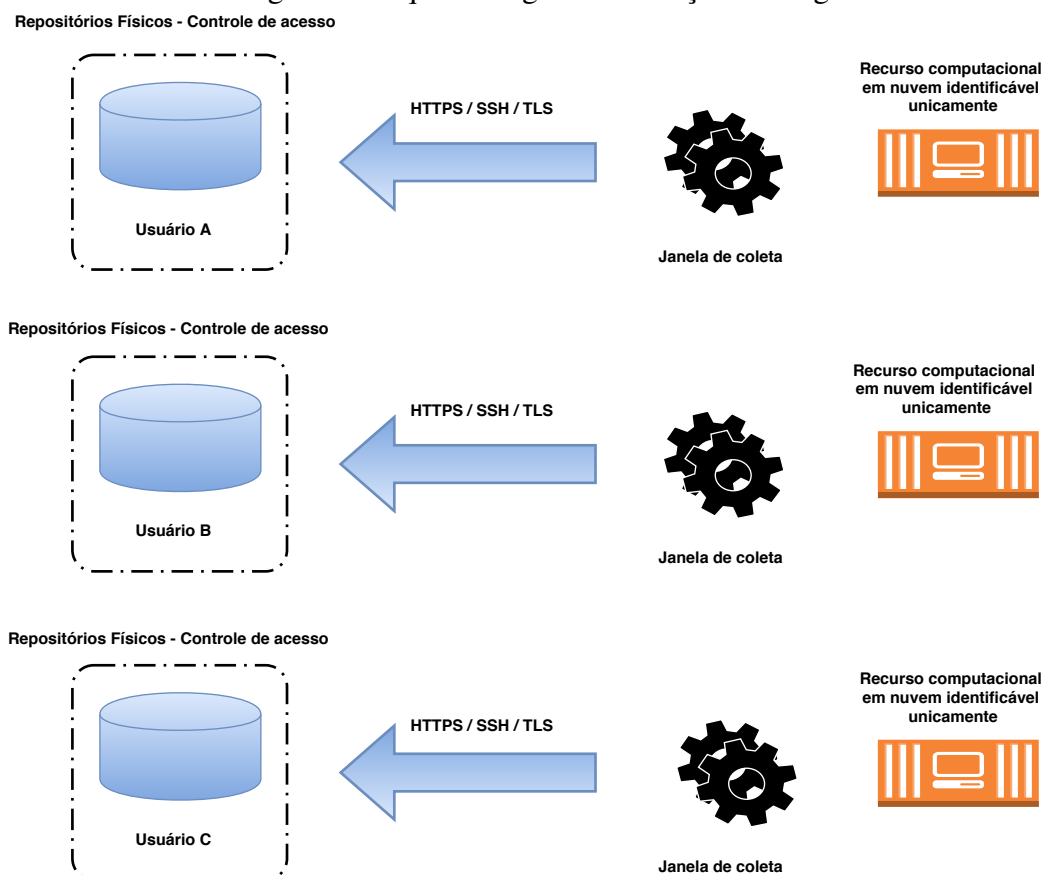 Repositórios Físicos - Controle de acesso
HTTPS / SSH / TLS
Recurso computacional
em nuvem identificável
unicamente
Usuário A
Janela de coleta
Repositórios Físicos - Controle de acesso
HTTPS / SSH / TLS
Recurso computacional
em nuvem identificável
unicamente
Usuário B
Janela de coleta
Repositórios Físicos - Controle de acesso
HTTPS / SSH / TLS
Recurso computacional
em nuvem identificável
unicamente
Usuário C
Janela de coleta